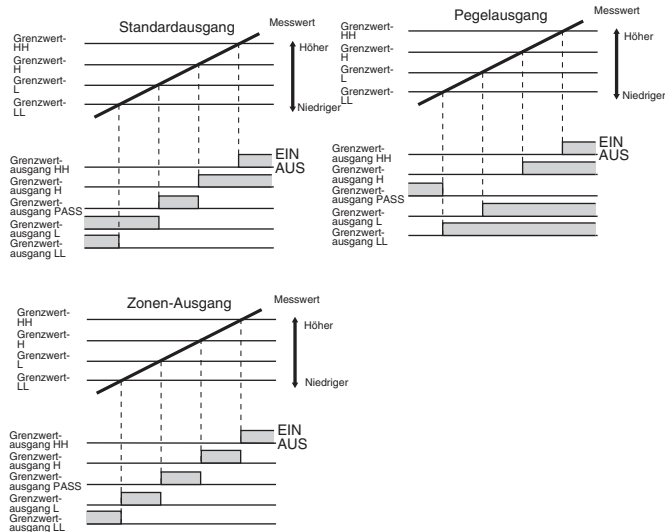 Standardausgang
Messwert
Grenzwert-
HH
Grenzwert-
H
Grenzwert-
L
Grenzwert-
LL
Höher
Niedriger
EIN
AUS
Grenzwert-
ausgang HH
Grenzwert-
ausgang H
Grenzwert-
ausgang PASS
Grenzwert-
ausgang L
Grenzwert-
ausgang LL
Pegelausgang
Messwert
Grenzwert-
HH
Grenzwert-
H
Grenzwert-
L
Grenzwert-
LL
Höher
Niedriger
EIN
AUS
Grenzwert-
ausgang HH
Grenzwert-
ausgang H
Grenzwert-
ausgang PASS
Grenzwert-
ausgang L
Grenzwert-
ausgang LL
Zonen-Ausgang
Messwert
Grenzwert-
HH
Grenzwert-
H
Grenzwert-
L
Grenzwert-
LL
Höher
Niedriger
EIN
AUS
Grenzwert-
ausgang HH
Grenzwert-
ausgang H
Grenzwert-
ausgang PASS
Grenzwert-
ausgang L
Grenzwert-
ausgang LL